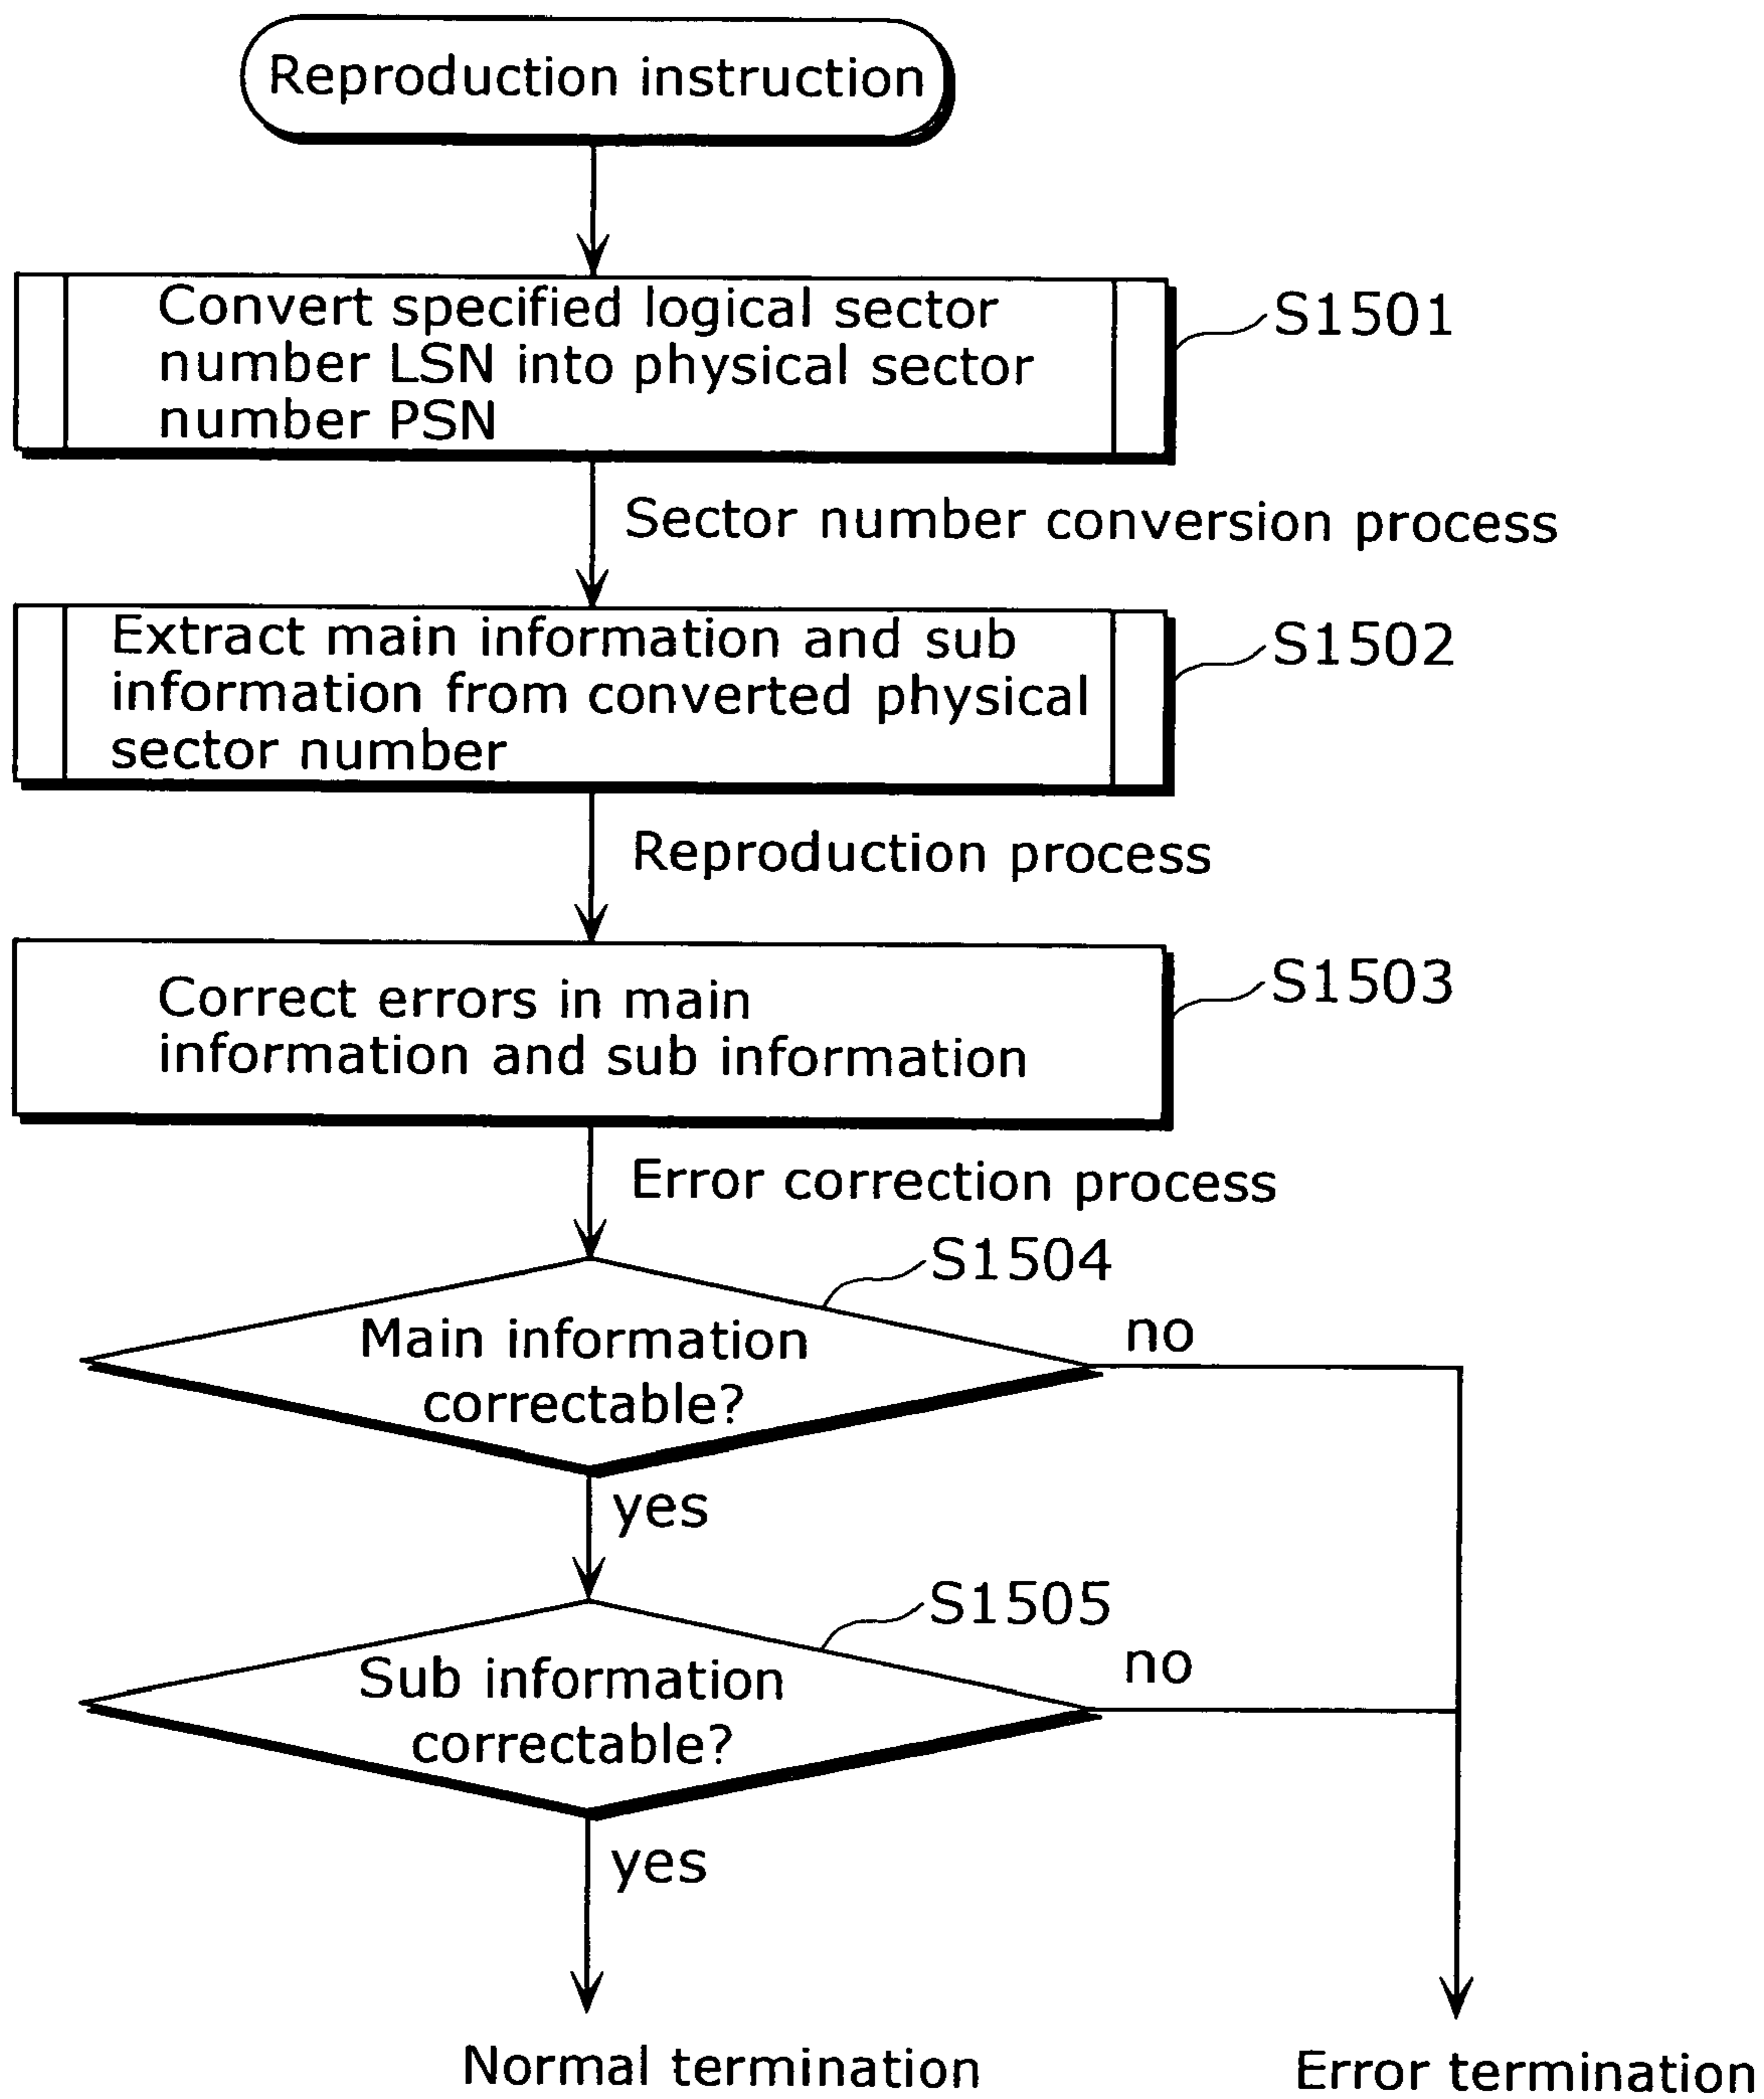 Reproduction instruction
Convert specified logical sector
number LSN into physical sector
number PSN
S1501
Sector number conversion process
Extract main information and sub
information from converted physical
sector number
S1502
Reproduction process
Correct errors in main
information and sub information
S1503
Error correction process
S1504
Main information
correctable?
no
yes
S1505
Sub information
correctable?
no
yes
Normal termination
Error termination